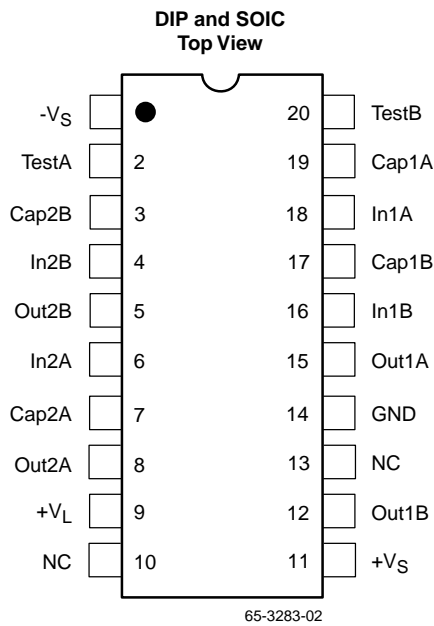 DIP and SOIC
Top View
-VS 20 TestB
TestA 2 19 Cap1A
Cap2B 3 18 In1A
In2B 4 17 Cap1B
Out2B 5 16 In1B
In2A 6 15 Out1A
Cap2A 7 14 GND
Out2A 8 13 NC
+VL 9 12 Out1B
NC 10 11 +VS
65-3283-02